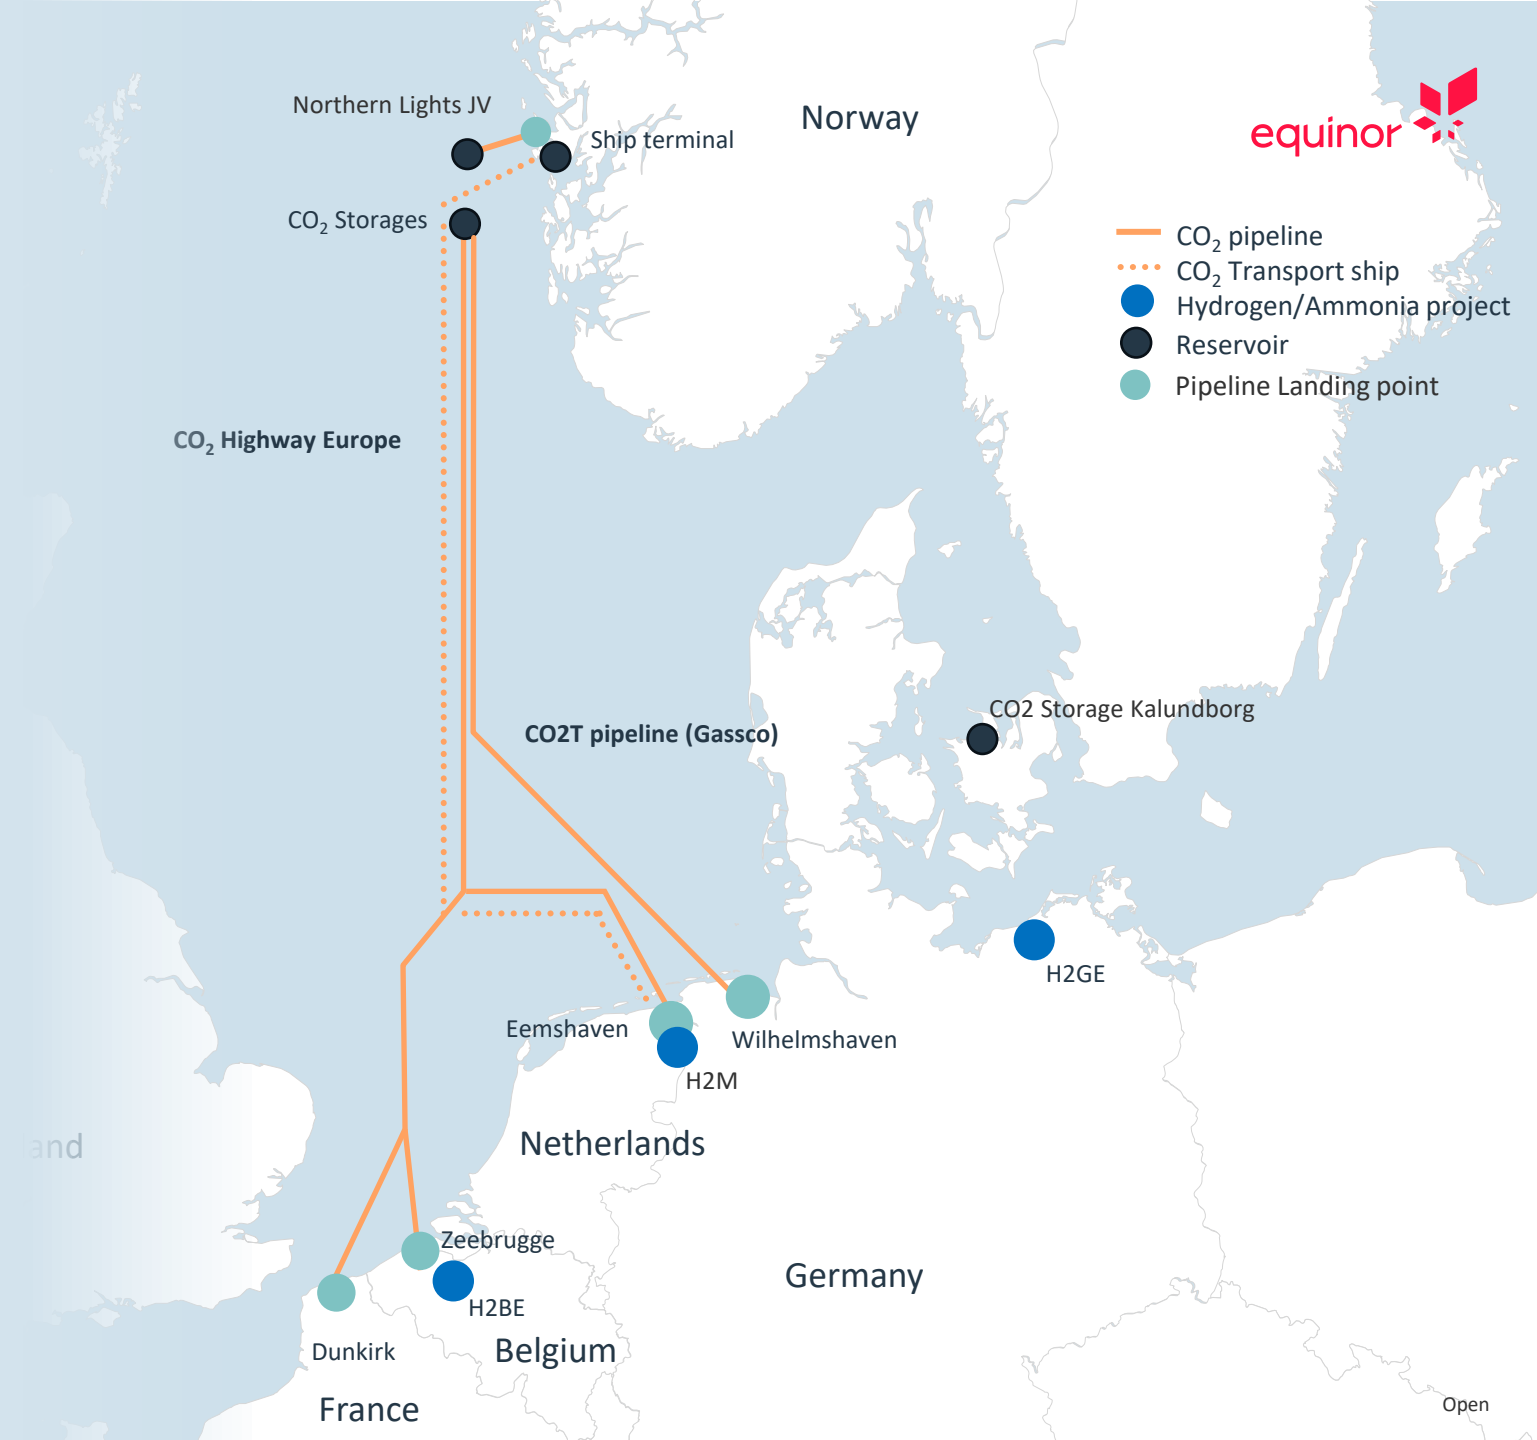 Northern Lights JV
Ship terminal
Norway
equinor
CO₂ Storages
CO₂ pipeline
CO₂ Transport ship
Hydrogen/Ammonia project
Reservoir
Pipeline Landing point
CO₂ Highway Europe
CO2 Storage Kalundborg
CO2T pipeline (Gassco)
H2GE
Eemshaven
Wilhelmshaven
H2M
Netherlands
and
Zeebrugge
Germany
H2BE
Dunkirk
Belgium
France
Open